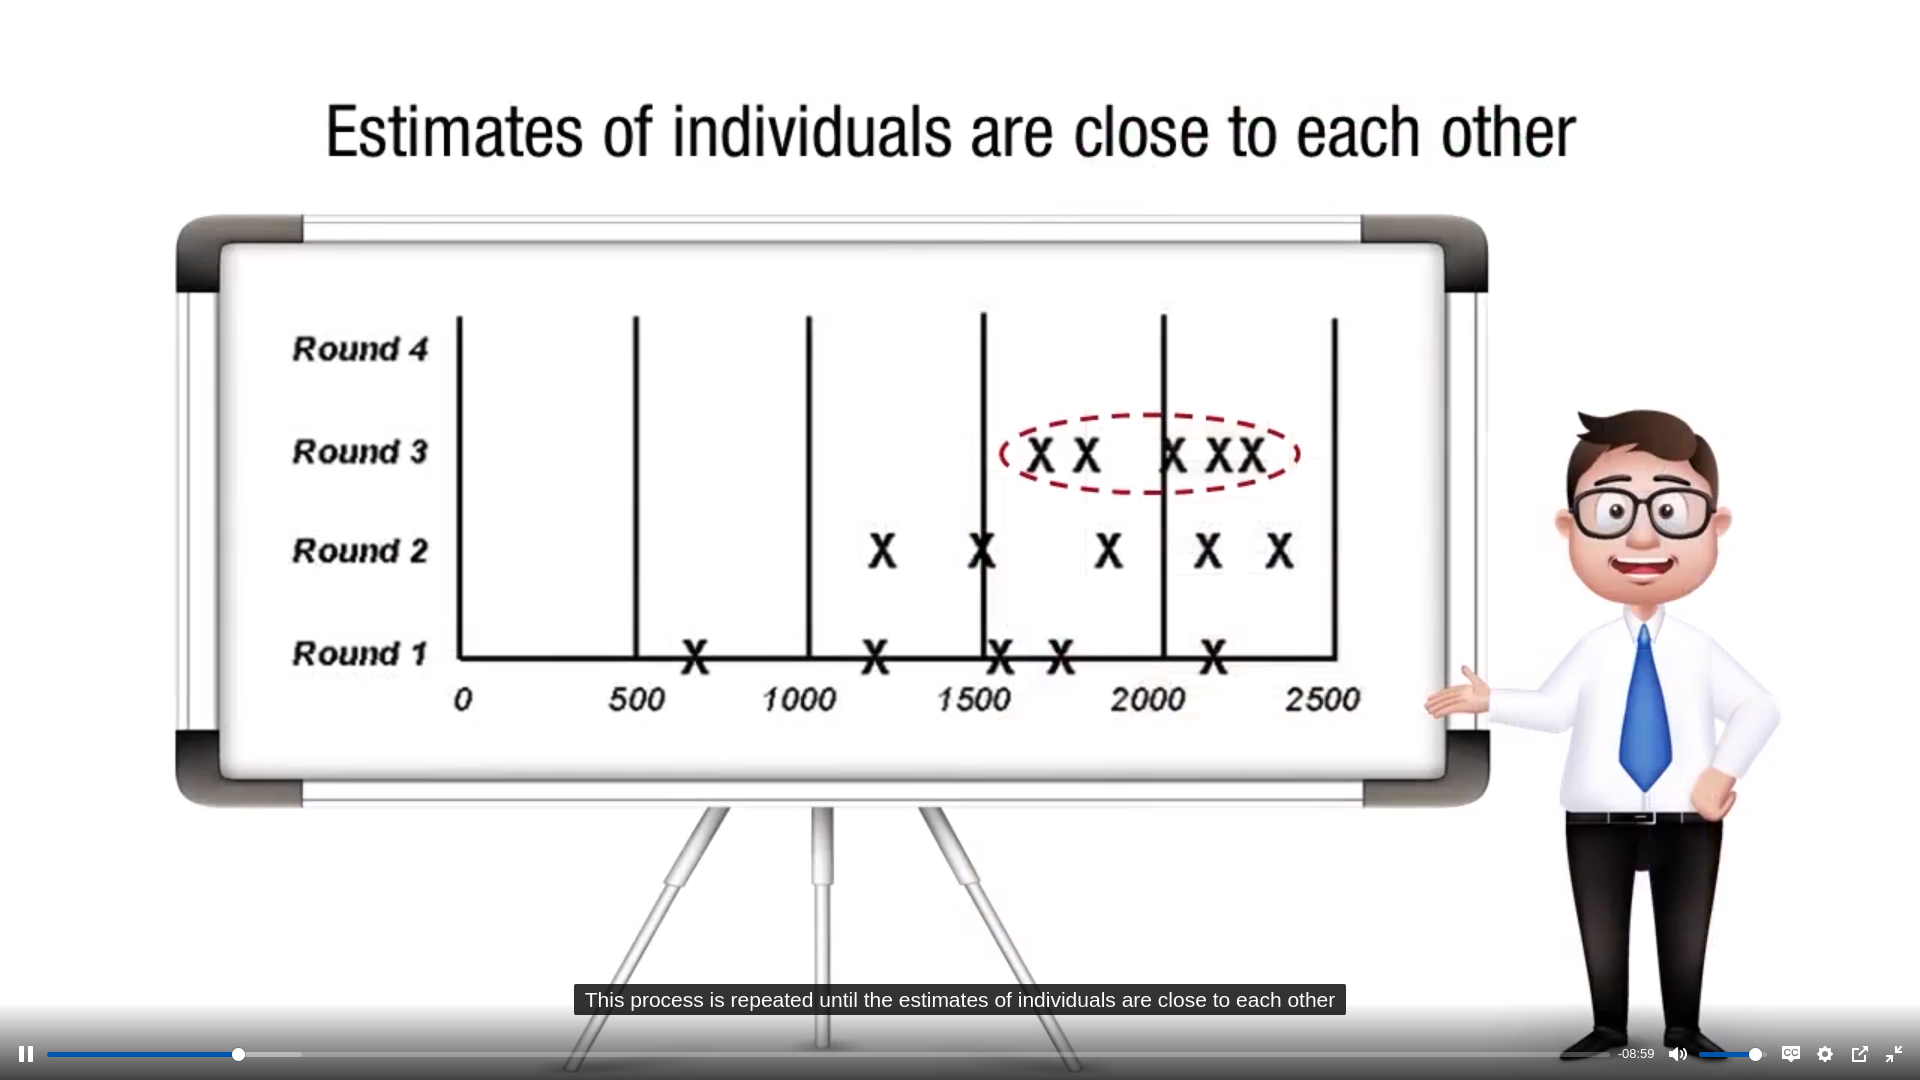 Estimates of individuals are close to each other
Round 4
Round 3
X X X X X
Round 2
X X X X X
Round 1
X X X X X
0 500 1000 1500 2000 2500
This process is repeated until the estimates of individuals are close to each other
-08:59
CC